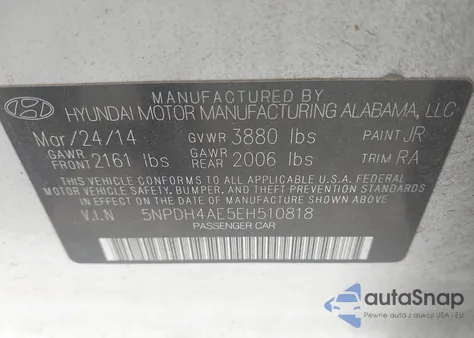 MANUFACTURED BY
HYUNDAI MOTOR MANUFACTURING ALABAMA, LLC
Mar/24/14 GVWR 3880 lbs PAINT JR
GAWR FRONT 2161 lbs GAWR REAR 2006 lbs TRIM RA
THIS VEHICLE CONFORMS TO ALL APPLICABLE U.S. FEDERAL
MOTOR VEHICLE SAFETY, BUMPER, AND THEFT PREVENTION STANDARDS
IN EFFECT ON THE DATE OF MANUFACTURE SHOWN ABOVE
V.I.N 5NPDH4AE5EH510818
PASSENGER CAR
autoSnap
Pewne auta z aukcji USA i EU